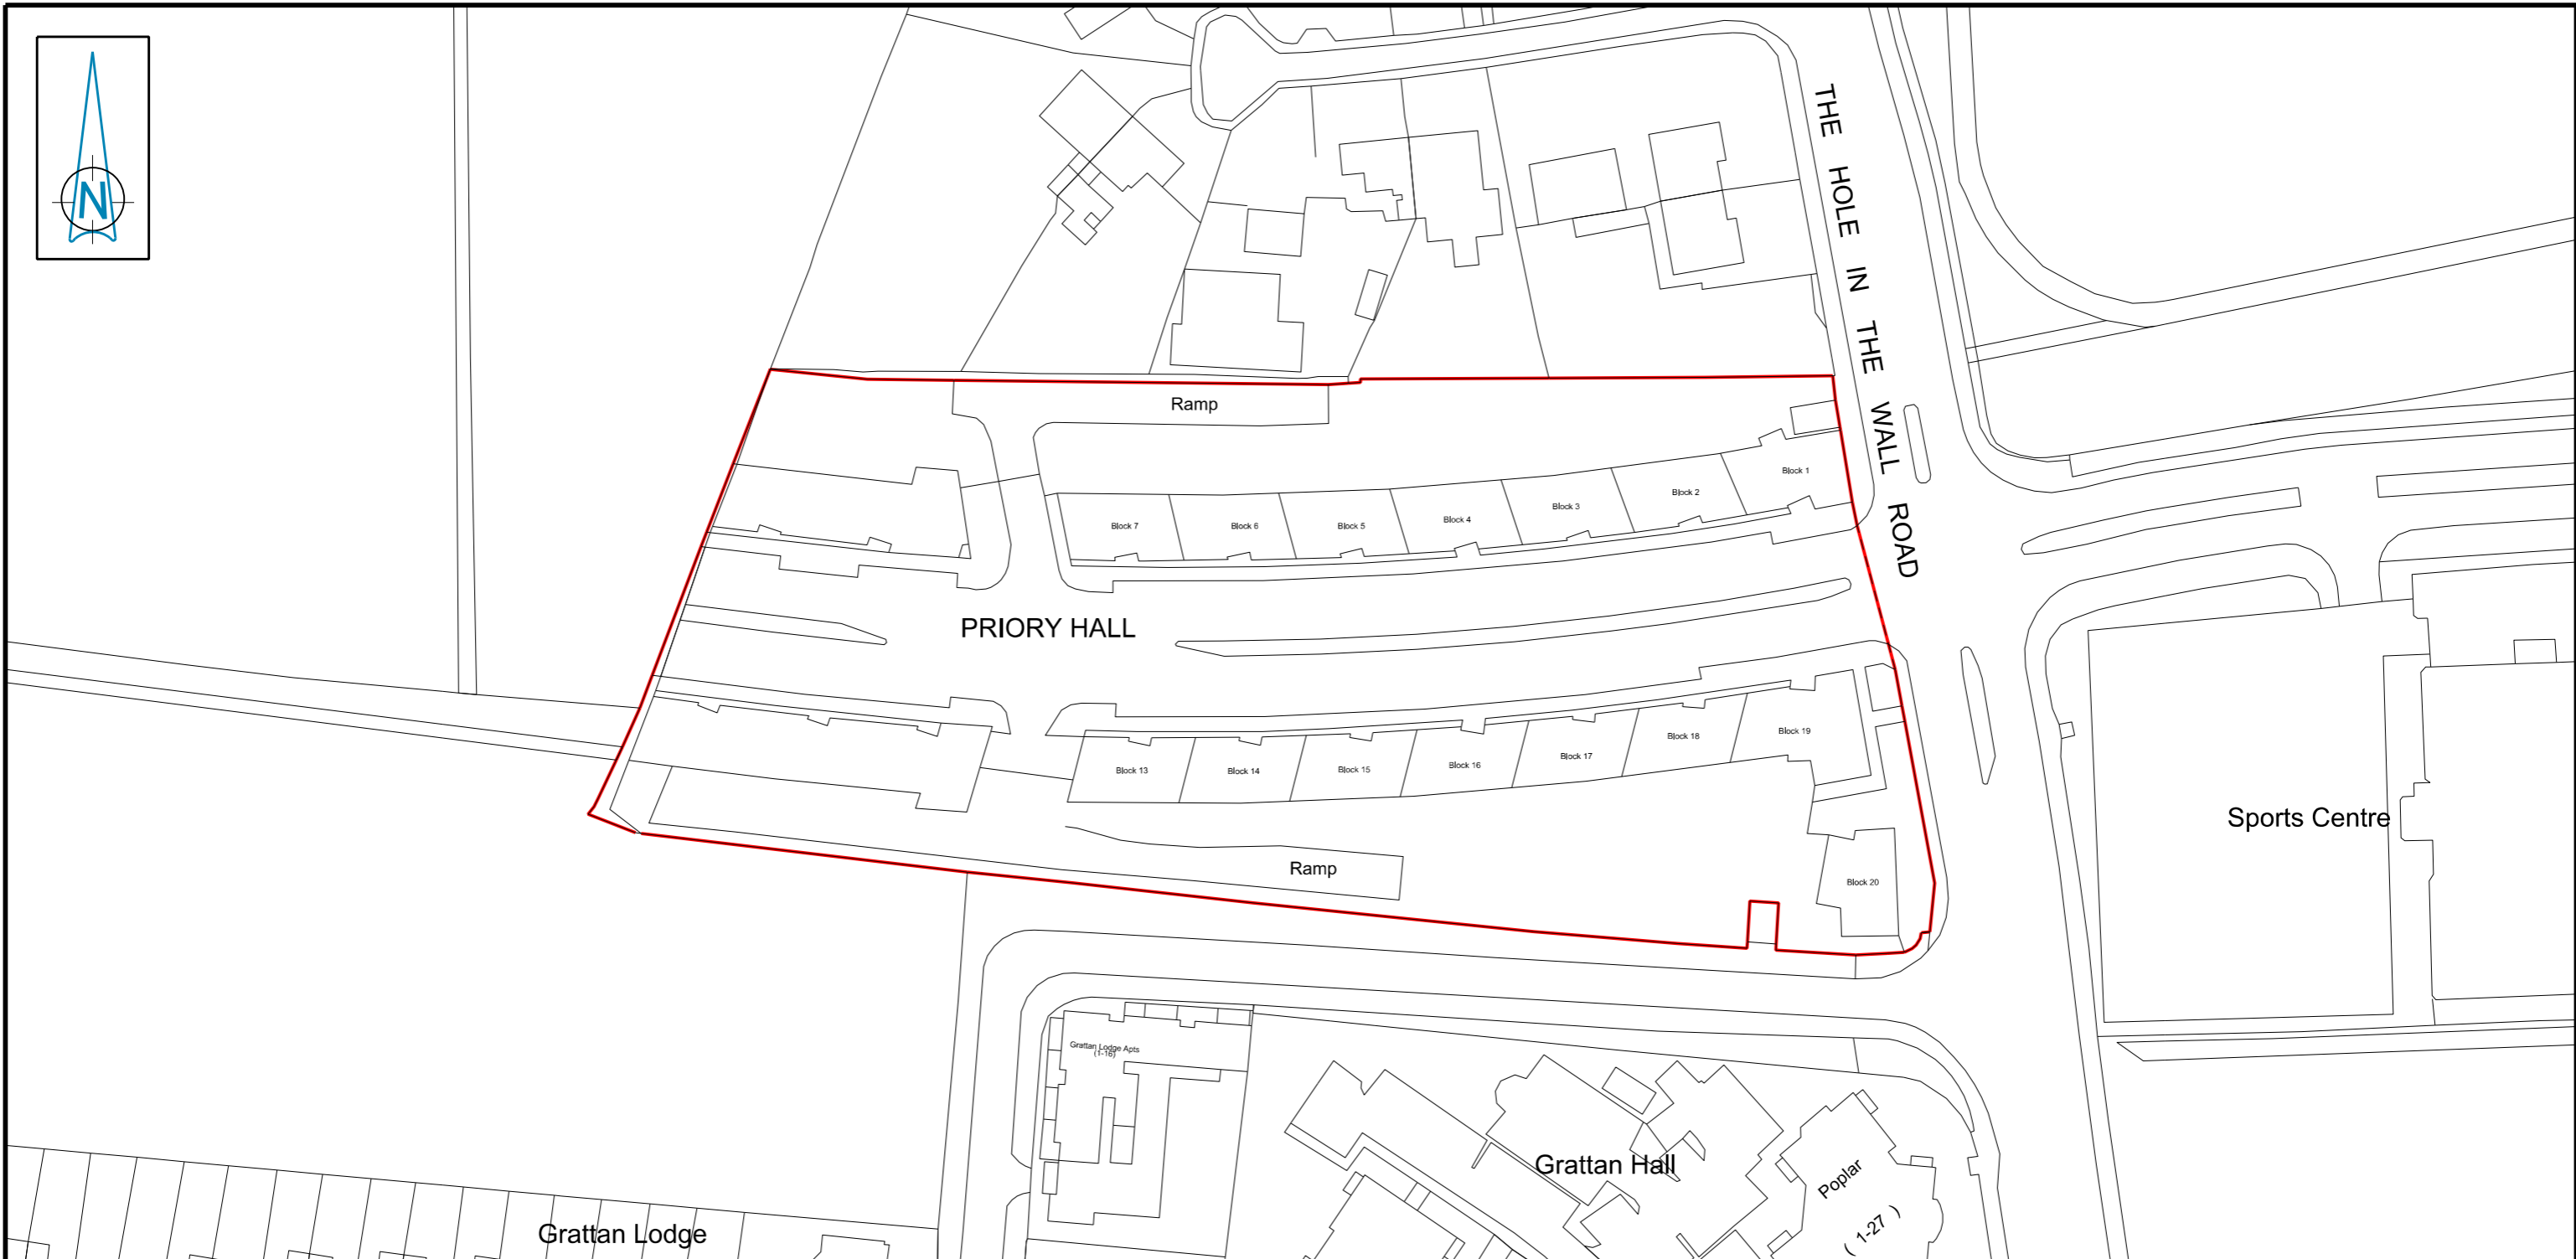 N
THE HOLE IN THE WALL ROAD
Ramp
Block 1
Block 2
Block 3
Block 4
Block 5
Block 6
Block 7
PRIORY HALL
Block 13
Block 14
Block 15
Block 16
Block 17
Block 18
Block 19
Block 20
Ramp
Sports Centre
Grattan Lodge Apts
(1-16)
Grattan Hall
Poplar
( 1-27 )
Grattan Lodge